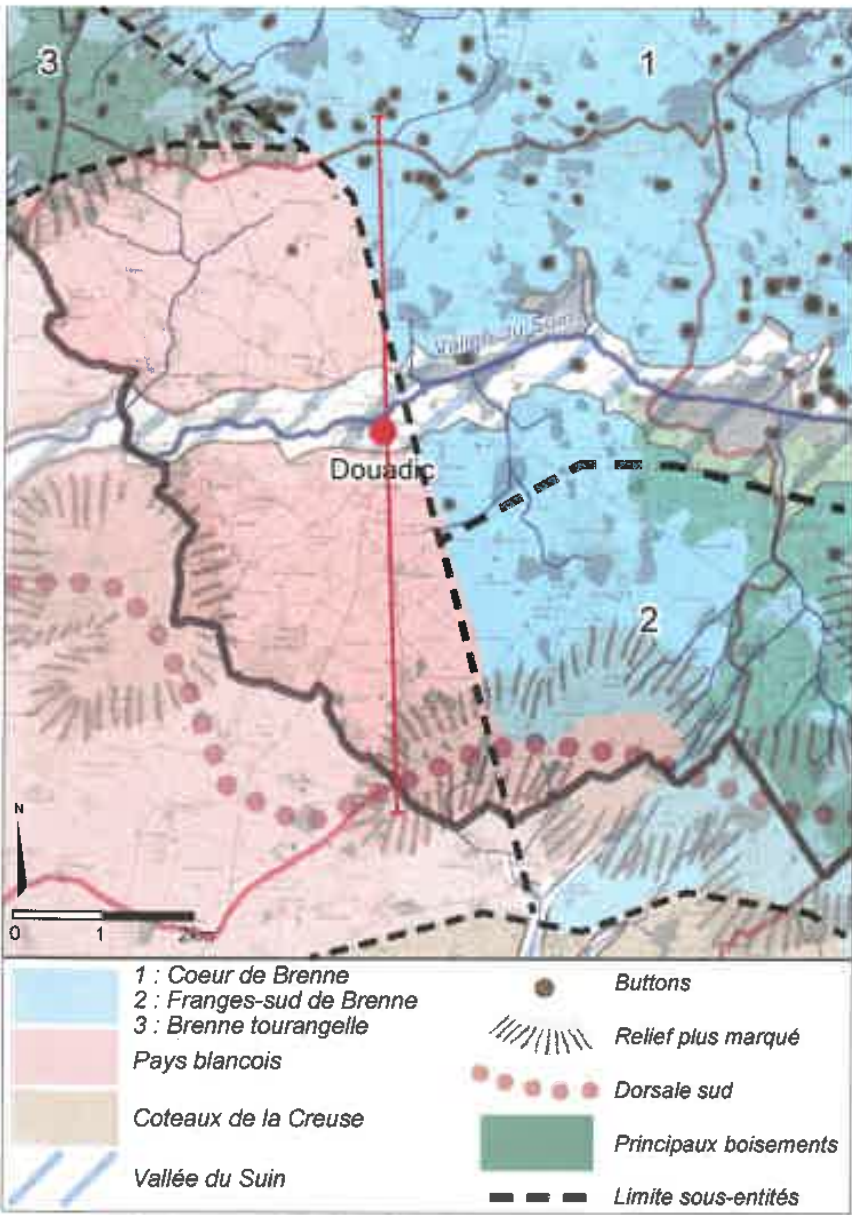 3
1
Douadic
2
N
0 1 2km
1 : Coeur de Brenne
2 : Franges-sud de Brenne
3 : Brenne tourangelle
Pays blancois
Coteaux de la Creuse
Vallée du Suin
Buttons
Relief plus marqué
Dorsale sud
Principaux boisements
Limite sous-entités